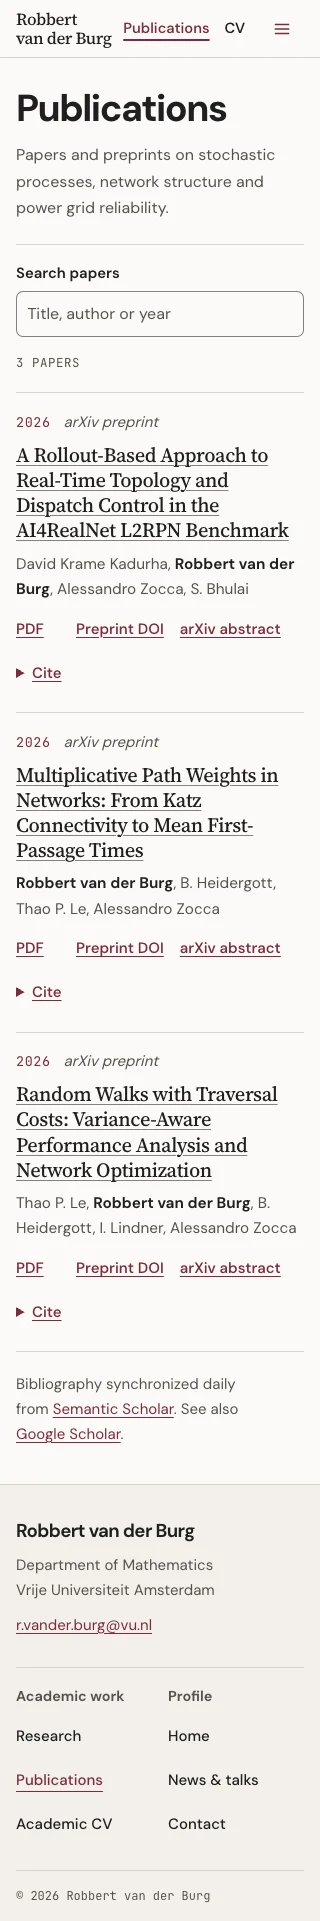 Robbert
van der Burg
Publications
CV
Publications
Papers and preprints on stochastic
processes, network structure and
power grid reliability.
Search papers
Title, author or year
3 PAPERS
2026 arXiv preprint
A Rollout-Based Approach to
Real-Time Topology and
Dispatch Control in the
AI4RealNet L2RPN Benchmark
David Krame Kadurha, Robbert van der
Burg, Alessandro Zocca, S. Bhulai
PDF Preprint DOI arXiv abstract
Cite
2026 arXiv preprint
Multiplicative Path Weights in
Networks: From Katz
Connectivity to Mean First-
Passage Times
Robbert van der Burg, B. Heidergott,
Thao P. Le, Alessandro Zocca
PDF Preprint DOI arXiv abstract
Cite
2026 arXiv preprint
Random Walks with Traversal
Costs: Variance-Aware
Performance Analysis and
Network Optimization
Thao P. Le, Robbert van der Burg, B.
Heidergott, I. Lindner, Alessandro Zocca
PDF Preprint DOI arXiv abstract
Cite
Bibliography synchronized daily
from Semantic Scholar. See also
Google Scholar.
Robbert van der Burg
Department of Mathematics
Vrije Universiteit Amsterdam
r.vander.burg@vu.nl
Academic work Profile
Research Home
Publications News & talks
Academic CV Contact
© 2026 Robbert van der Burg